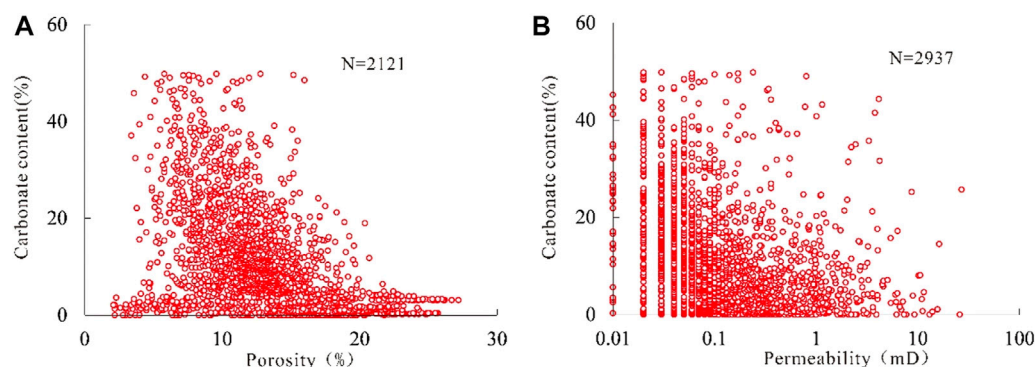 A
Carbonate content(%)
60
40
20
0
N=2121
0
10
20
30
Porosity (%)
B
Carbonate content(%)
60
40
20
0
N=2937
0.01
0.1
1
10
100
Permeability（mD）